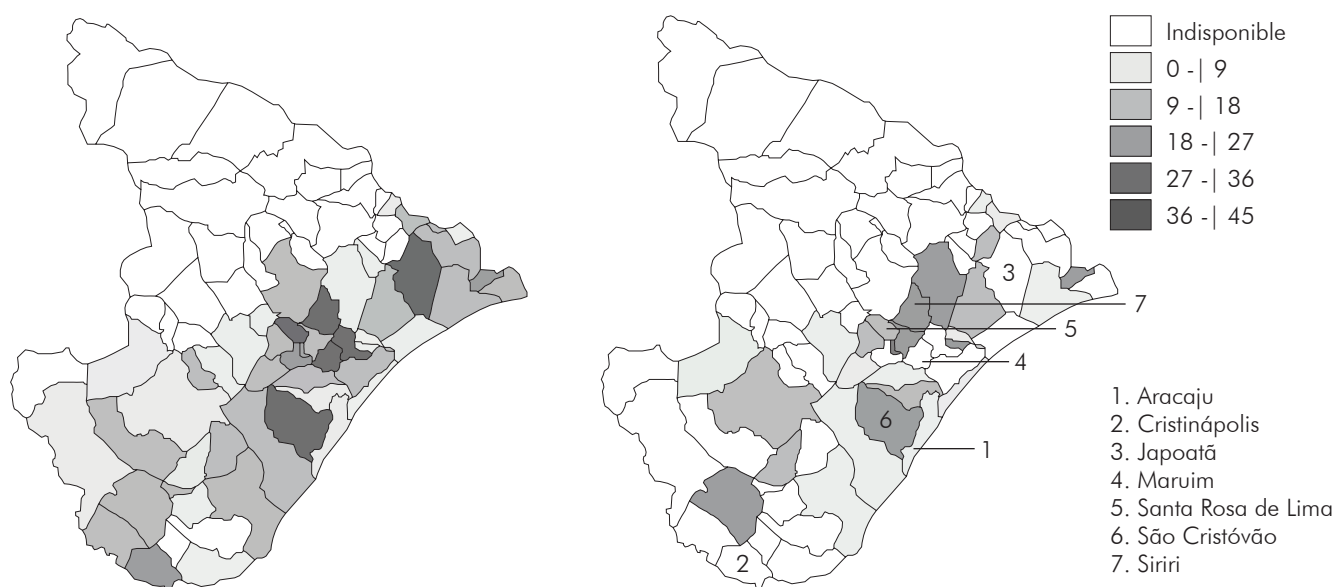 Indisponible
0 -| 9
9 -| 18
18 -| 27
27 -| 36
36 -| 45
3
7
5
4
6
1
2
1. Aracaju
2. Cristinápolis
3. Japoatã
4. Maruim
5. Santa Rosa de Lima
6. São Cristóvão
7. Siriri